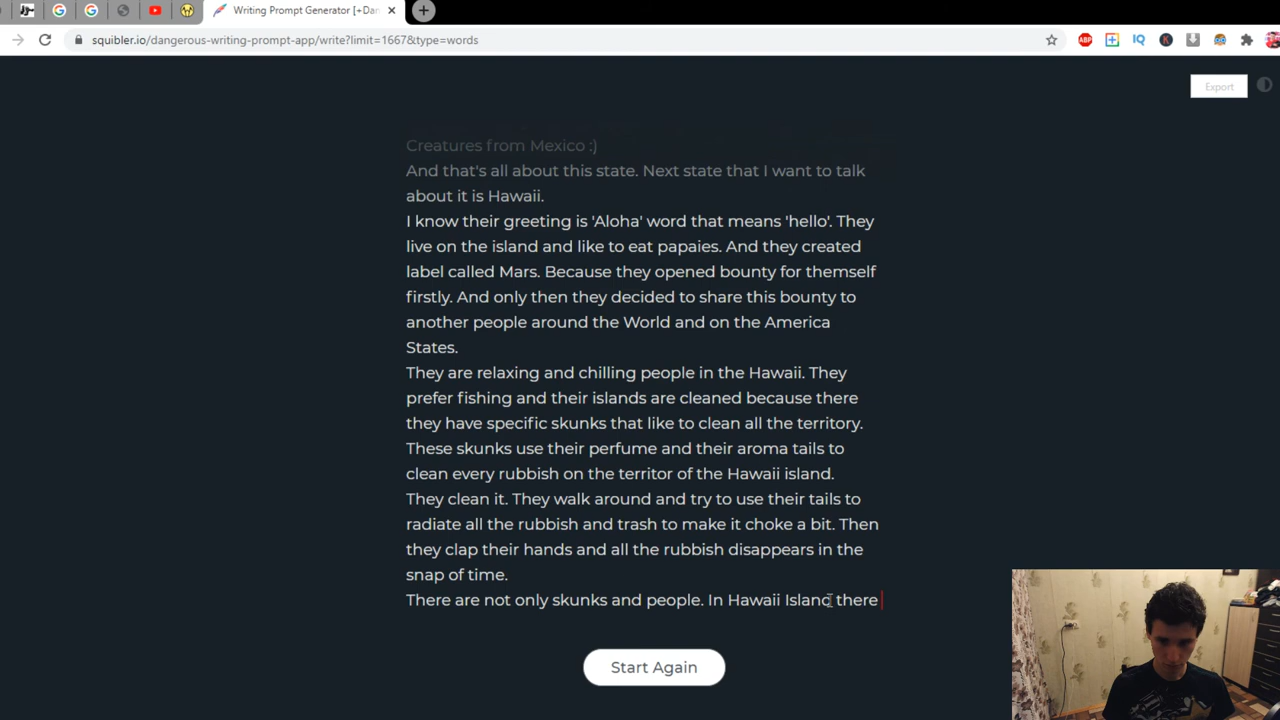 Writing Prompt Generator [+Dan
squibler.io/dangerous-writing-prompt-app/write?limit=1667&type=words
ABP
IQ
K
Export
Creatures from Mexico :)
And that's all about this state. Next state that I want to talk
about it is Hawaii.
I know their greeting is 'Aloha' word that means 'hello'. They
live on the island and like to eat papaies. And they created
label called Mars. Because they opened bounty for themself
firstly. And only then they decided to share this bounty to
another people around the World and on the America
States.
They are relaxing and chilling people in the Hawaii. They
prefer fishing and their islands are cleaned because there
they have specific skunks that like to clean all the territory.
These skunks use their perfume and their aroma tails to
clean every rubbish on the territor of the Hawaii island.
They clean it. They walk around and try to use their tails to
radiate all the rubbish and trash to make it choke a bit. Then
they clap their hands and all the rubbish disappears in the
snap of time.
There are not only skunks and people. In Hawaii Island there
Start Again